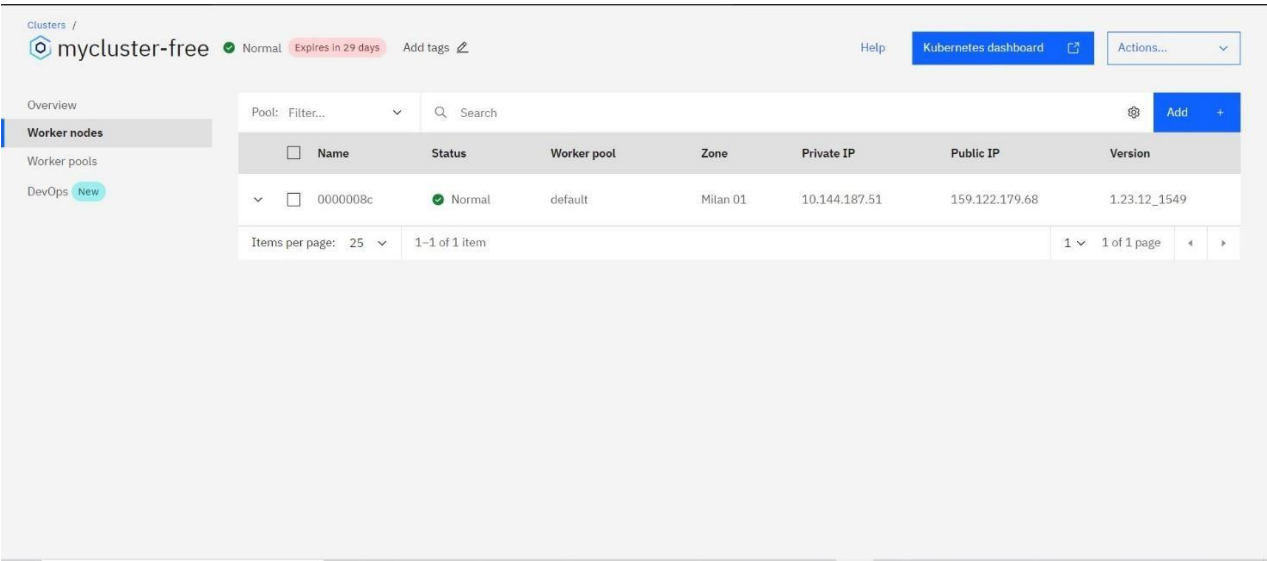 Clusters /
mycluster-free Normal Expires in 29 days Add tags Help Kubernetes dashboard Actions...
Overview
Worker nodes
Worker pools
DevOps New
Pool: Filter... Search Add +
Name Status Worker pool Zone Private IP Public IP Version
0000008c Normal default Milan 01 10.144.187.51 159.122.179.68 1.23.12_1549
Items per page: 25 1–1 of 1 item 1 1 of 1 page